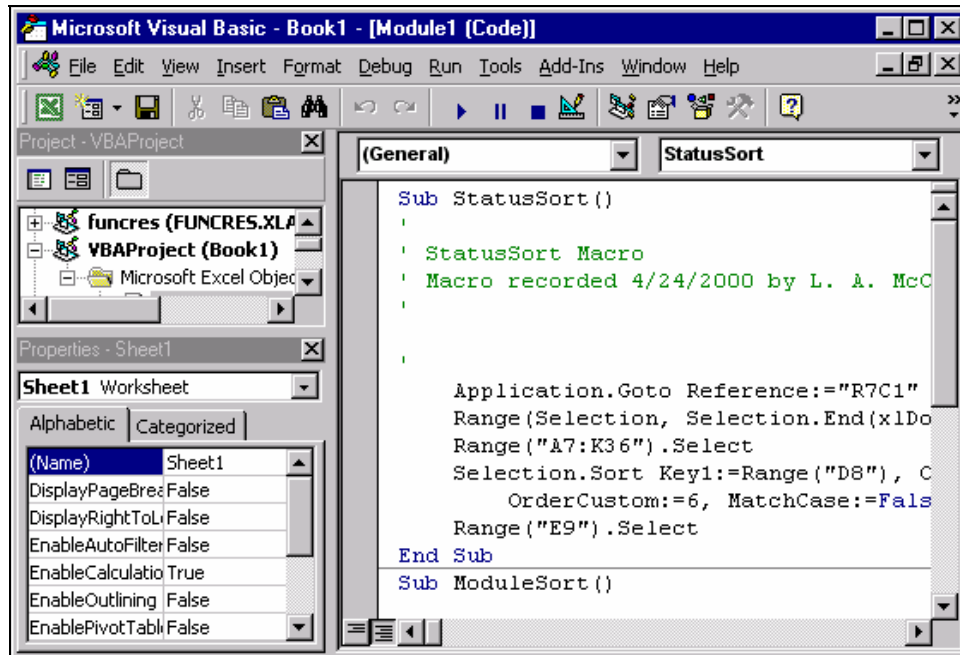 Microsoft Visual Basic - Book1 - [Module1 (Code)]
File Edit View Insert Format Debug Run Tools Add-Ins Window Help
Project - VBAProject
funcres (FUNCRES.XLA
VBAProject (Book1)
Microsoft Excel Objec
Properties - Sheet1
Sheet1 Worksheet
Alphabetic Categorized
(Name) Sheet1
DisplayPageBrea False
DisplayRightToL False
EnableAutoFilter False
EnableCalculatio True
EnableOutlining False
EnablePivotTabl False
(General) StatusSort
Sub StatusSort()
'
' StatusSort Macro
' Macro recorded 4/24/2000 by L. A. McC
'
'
Application.Goto Reference:="R7C1"
Range(Selection, Selection.End(xlDo
Range("A7:K36").Select
Selection.Sort Key1:=Range("D8"), O
OrderCustom:=6, MatchCase:=Fals
Range("E9").Select
End Sub
Sub ModuleSort()